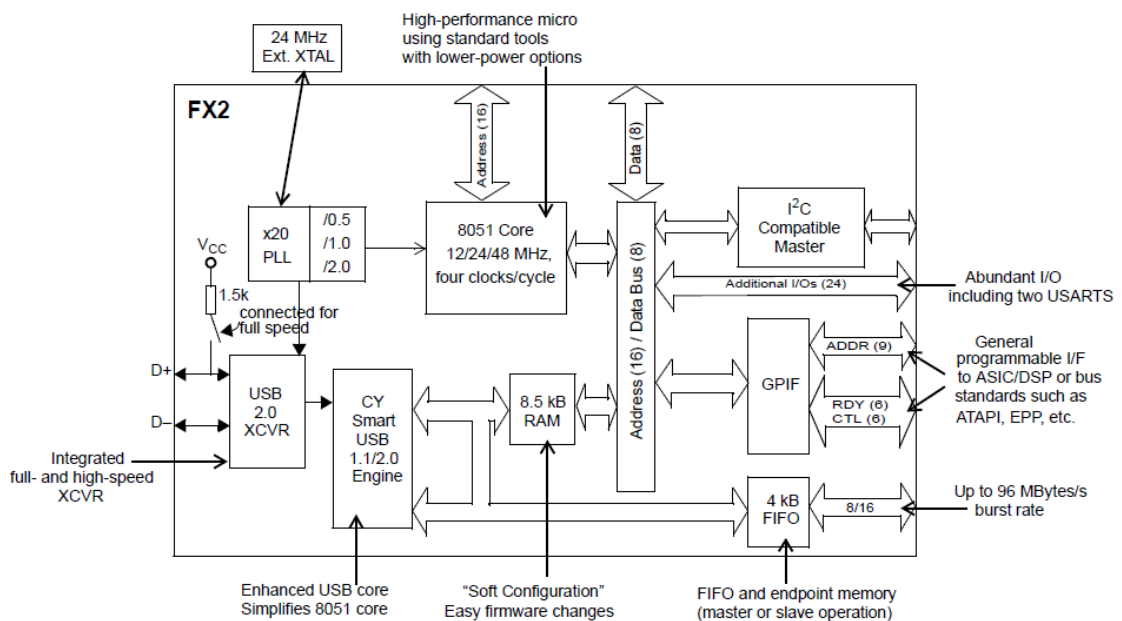 High-performance micro
using standard tools
with lower-power options
24 MHz
Ext. XTAL
FX2
Address (16)
Data (8)
x20
PLL
/0.5
/1.0
/2.0
8051 Core
12/24/48 MHz,
four clocks/cycle
I²C
Compatible
Master
VCC
1.5k
connected for
full speed
Address (16) / Data Bus (8)
Additional I/Os (24)
Abundant I/O
including two USARTS
D+
D–
USB
2.0
XCVR
CY
Smart
USB
1.1/2.0
Engine
8.5 kB
RAM
GPIF
ADDR (9)
RDY (6)
CTL (6)
General
programmable I/F
to ASIC/DSP or bus
standards such as
ATAPI, EPP, etc.
Integrated
full- and high-speed
XCVR
4 kB
FIFO
8/16
Up to 96 MBytes/s
burst rate
Enhanced USB core
Simplifies 8051 core
“Soft Configuration”
Easy firmware changes
FIFO and endpoint memory
(master or slave operation)